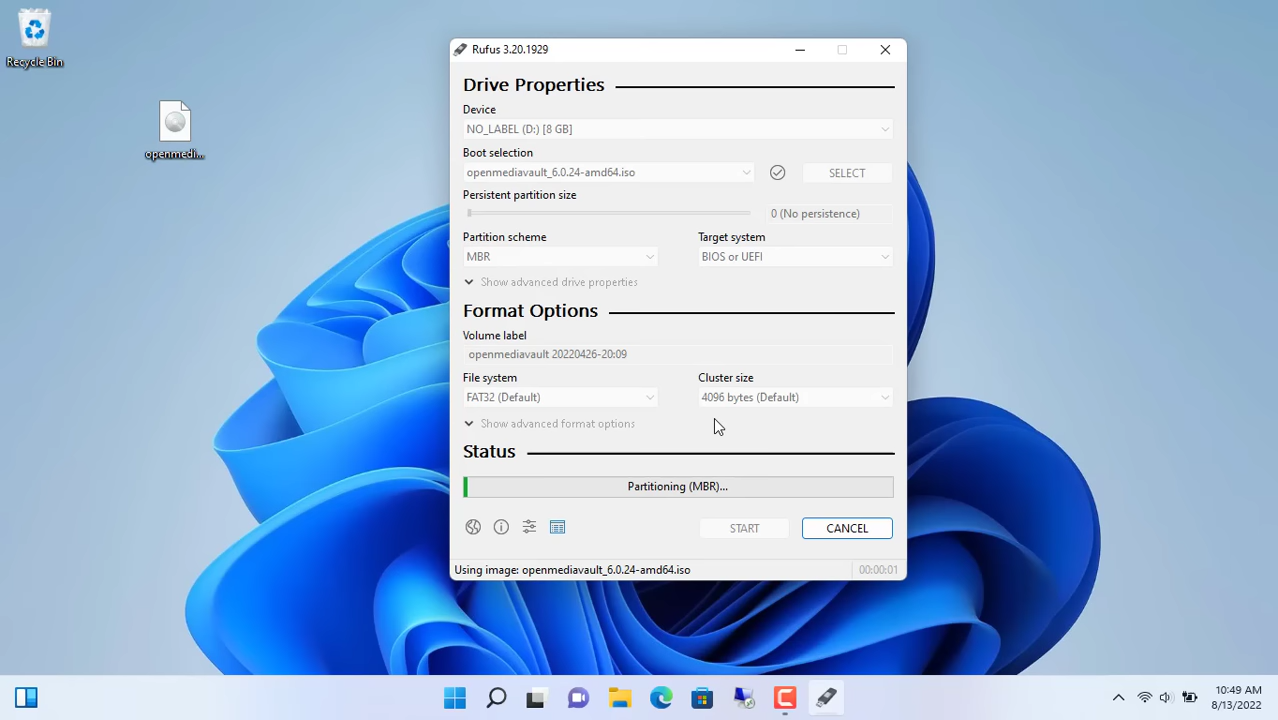 Recycle Bin
openmedi...
Rufus 3.20.1929
Drive Properties
Device
NO_LABEL (D:) [8 GB]
Boot selection
openmediavault_6.0.24-amd64.iso
SELECT
Persistent partition size
0 (No persistence)
Partition scheme
Target system
MBR
BIOS or UEFI
Show advanced drive properties
Format Options
Volume label
openmediavault 20220426-20:09
File system
Cluster size
FAT32 (Default)
4096 bytes (Default)
Show advanced format options
Status
Partitioning (MBR)...
START
CANCEL
Using image: openmediavault_6.0.24-amd64.iso
00:00:01
10:49 AM
8/13/2022